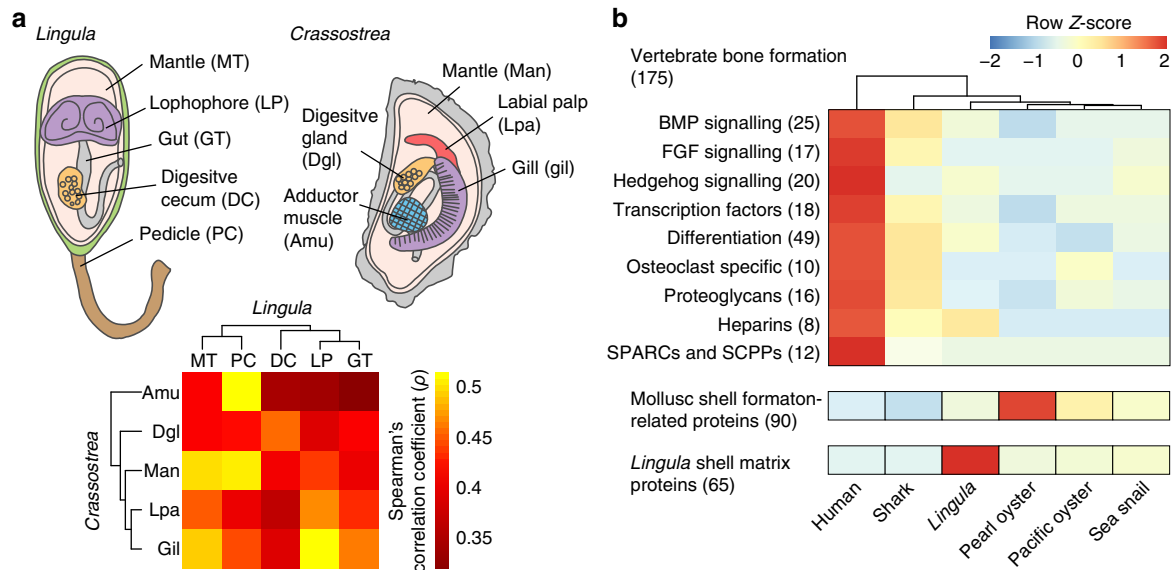 a
Lingula
Mantle (MT)
Lophophore (LP)
Gut (GT)
Digesitve
cecum (DC)
Pedicle (PC)
Crassostrea
Mantle (Man)
Labial palp
(Lpa)
Digesitve
gland
(Dgl)
Gill (gil)
Adductor
muscle
(Amu)
Lingula
MT PC DC LP GT
Crassostrea
Amu
Dgl
Man
Lpa
Gil
Spearman's
correlation coefficient (ρ)
0.5
0.45
0.4
0.35
b
Row Z-score
−2 −1 0 1 2
Vertebrate bone formation
(175)
BMP signalling (25)
FGF signalling (17)
Hedgehog signalling (20)
Transcription factors (18)
Differentiation (49)
Osteoclast specific (10)
Proteoglycans (16)
Heparins (8)
SPARCs and SCPPs (12)
Mollusc shell formaton-
related proteins (90)
Lingula shell matrix
proteins (65)
Human
Shark
Lingula
Pearl oyster
Pacific oyster
Sea snail